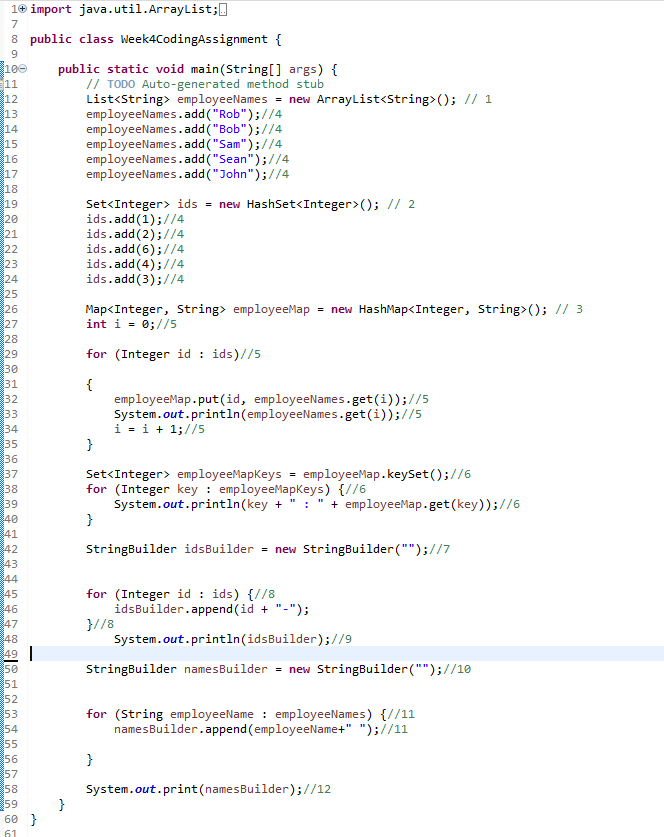 1 import java.util.ArrayList;
7
8 public class Week4CodingAssignment {
9
10     public static void main(String[] args) {
11         // TODO Auto-generated method stub
12         List<String> employeeNames = new ArrayList<String>(); // 1
13         employeeNames.add("Rob");//4
14         employeeNames.add("Bob");//4
15         employeeNames.add("Sam");//4
16         employeeNames.add("Sean");//4
17         employeeNames.add("John");//4
18
19         Set<Integer> ids = new HashSet<Integer>(); // 2
20         ids.add(1);//4
21         ids.add(2);//4
22         ids.add(6);//4
23         ids.add(4);//4
24         ids.add(3);//4
25
26         Map<Integer, String> employeeMap = new HashMap<Integer, String>(); // 3
27         int i = 0;//5
28
29         for (Integer id : ids)//5
30
31         {
32             employeeMap.put(id, employeeNames.get(i));//5
33             System.out.println(employeeNames.get(i));//5
34             i = i + 1;//5
35         }
36
37         Set<Integer> employeeMapKeys = employeeMap.keySet();//6
38         for (Integer key : employeeMapKeys) {//6
39             System.out.println(key + " : " + employeeMap.get(key));//6
40         }
41
42         StringBuilder idsBuilder = new StringBuilder("");//7
43
44
45         for (Integer id : ids) {//8
46             idsBuilder.append(id + "-");
47         }//8
48             System.out.println(idsBuilder);//9
49
50         StringBuilder namesBuilder = new StringBuilder("");//10
51
52
53         for (String employeeName : employeeNames) {//11
54             namesBuilder.append(employeeName+" ");//11
55
56         }
57
58         System.out.print(namesBuilder);//12
59     }
60 }
61